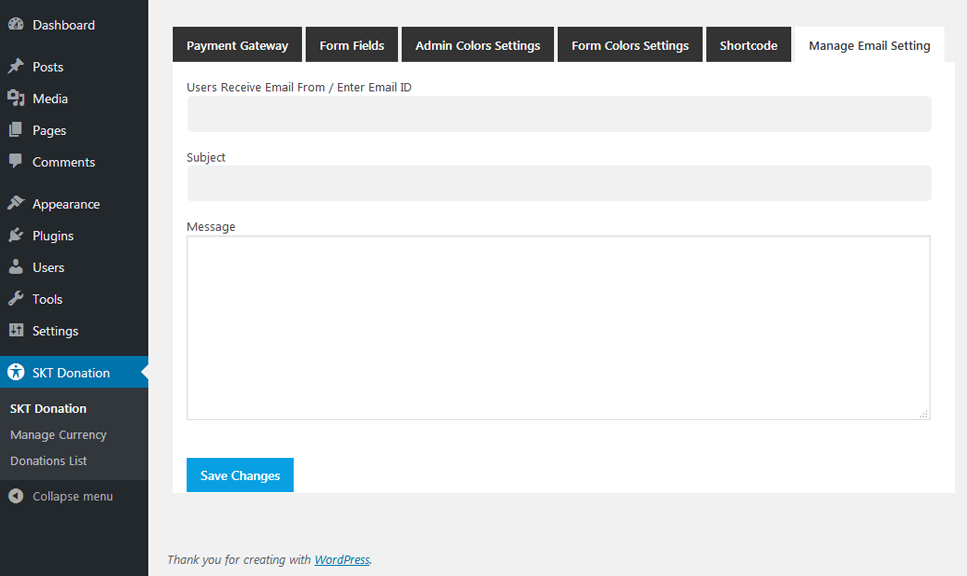 Dashboard
Posts
Media
Pages
Comments
Appearance
Plugins
Users
Tools
Settings
SKT Donation
SKT Donation
Manage Currency
Donations List
Collapse menu
Payment Gateway Form Fields Admin Colors Settings Form Colors Settings Shortcode Manage Email Setting
Users Receive Email From / Enter Email ID
Subject
Message
Save Changes
Thank you for creating with WordPress.